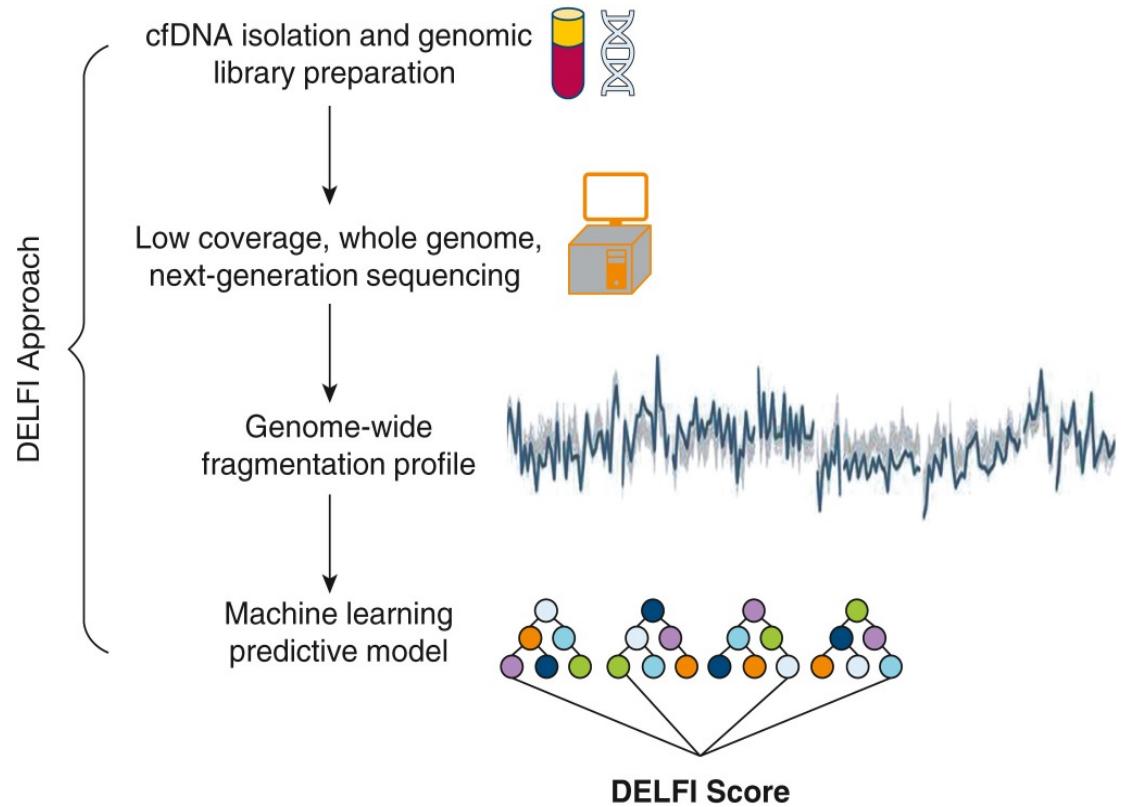 cfDNA isolation and genomic
library preparation
Low coverage, whole genome,
next-generation sequencing
DELFI Approach
Genome-wide
fragmentation profile
Machine learning
predictive model
DELFI Score